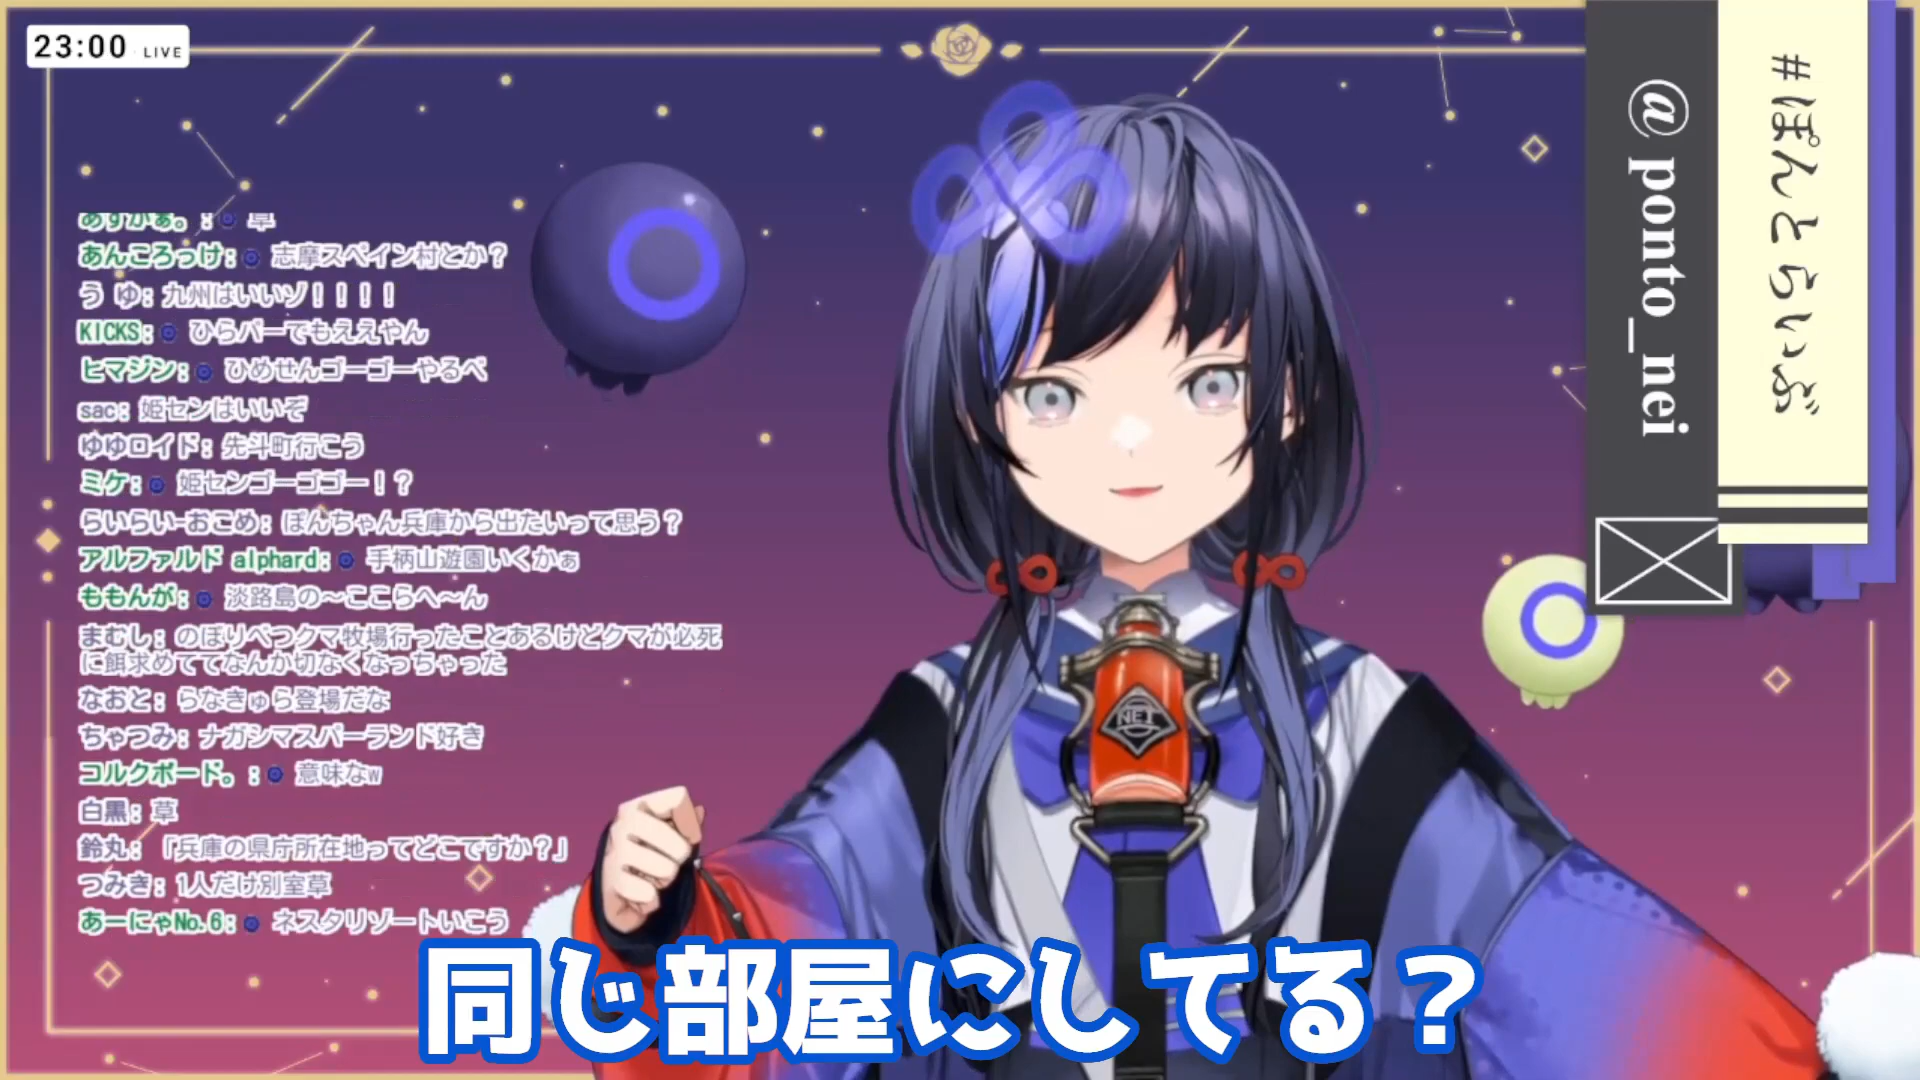 23:00 LIVE
あすかぁ。: 草
あんころっけ: 志摩スペイン村とか？
う ゆ: 九州はいいゾ！！！！
KICKS: ひらパーでもええやん
ヒマジン: ひめせんゴーゴーやるべ
sac: 姫センはいいぞ
ゆゆロイド: 先斗町行こう
ミケ: 姫センゴーゴゴー！？
らいらい-おこめ: ぽんちゃん兵庫から出たいって思う？
アルファルド alphard: 手柄山遊園いくかぁ
ももんが: 淡路島の～ここらへ～ん
まむし: のぼりべつクマ牧場行ったことあるけどクマが必死
に餌求めててなんか切なくなっちゃった
なおと: らなきゅら登場だな
ちゃつみ: ナガシマスパーランド好き
コルクボード。: 意味なw
白黒: 草
鈴丸: 「兵庫の県庁所在地ってどこですか？」
つみき: 1人だけ別室草
あーにゃNo.6: ネスタリゾートいこう
#ぽんとらいぶ
@ponto_nei
NEI
同じ部屋にしてる？